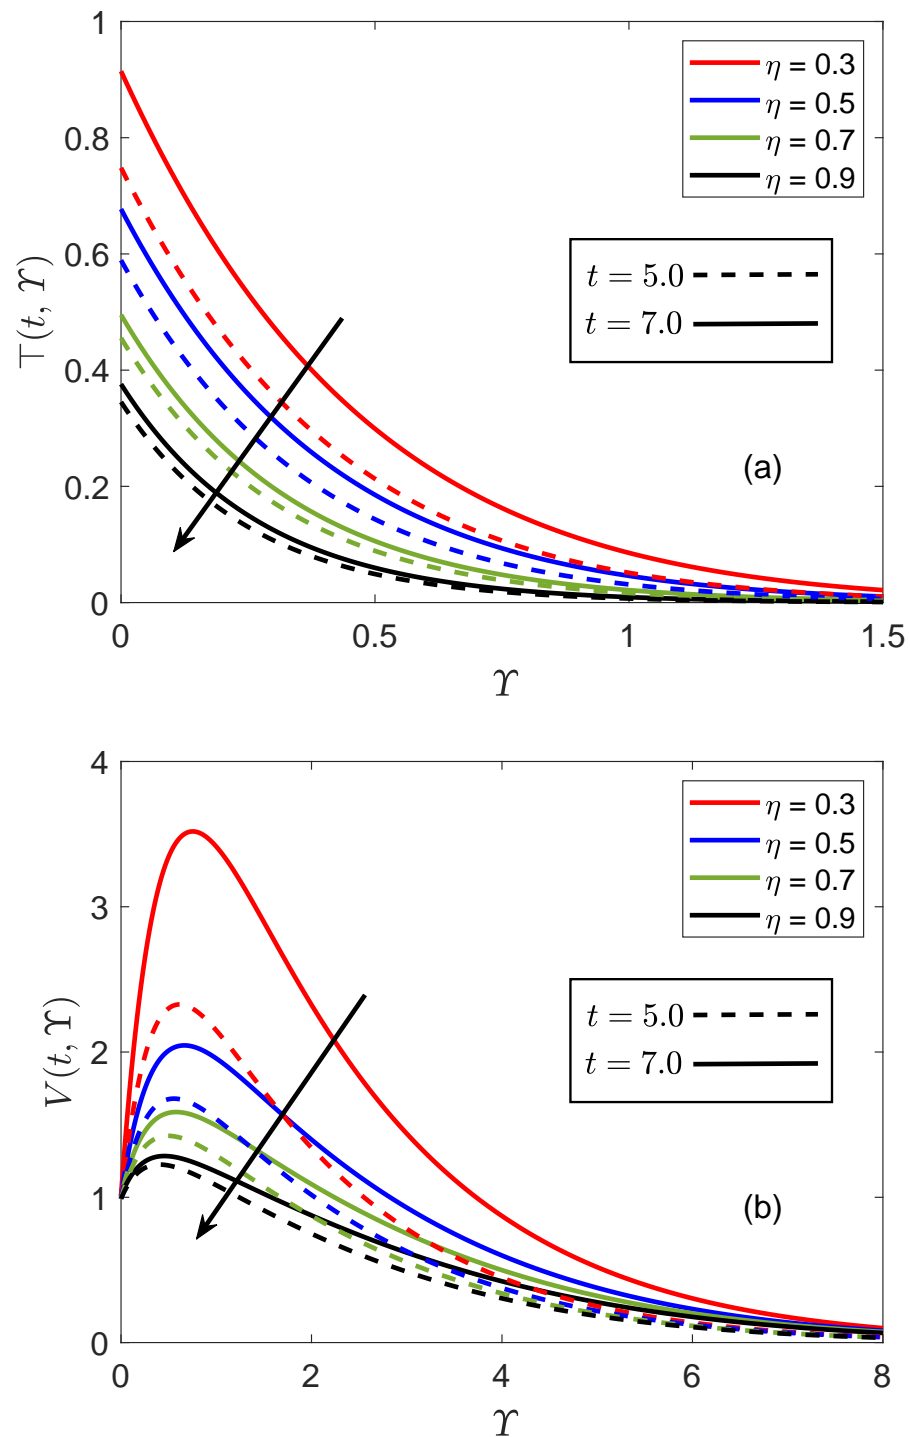 1
0.8
0.6
0.4
0.2
0
⊤(t, ϒ)
η = 0.3
η = 0.5
η = 0.7
η = 0.9
t = 5.0
t = 7.0
(a)
0 0.5 1 1.5
ϒ
4
3
2
1
0
V(t, ϒ)
η = 0.3
η = 0.5
η = 0.7
η = 0.9
t = 5.0
t = 7.0
(b)
0 2 4 6 8
ϒ